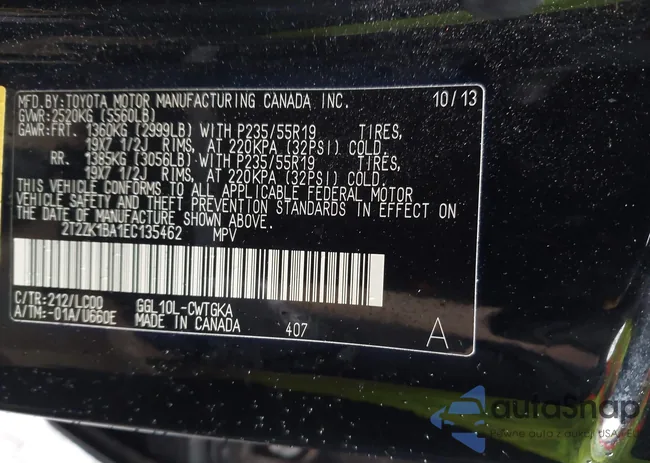 MFD.BY:TOYOTA MOTOR MANUFACTURING CANADA INC. 10/13
GVWR:2520KG (5560LB)
GAWR:FRT. 1360KG (2999LB) WITH P235/55R19 TIRES,
19X7 1/2J RIMS, AT 220KPA (32PSI) COLD,
RR. 1385KG (3056LB) WITH P235/55R19 TIRES,
19X7 1/2J RIMS, AT 220KPA (32PSI) COLD,
THIS VEHICLE CONFORMS TO ALL APPLICABLE FEDERAL MOTOR
VEHICLE SAFETY AND THEFT PREVENTION STANDARDS IN EFFECT ON
THE DATE OF MANUFACTURE SHOWN ABOVE.
2T2ZK1BA1EC135462 MPV
C/TR:212/LC00 GGL10L-CWTGKA
A/TM:-01A/U660E MADE IN CANADA 407 A
autoSnap
Pewne auta z aukcji USA